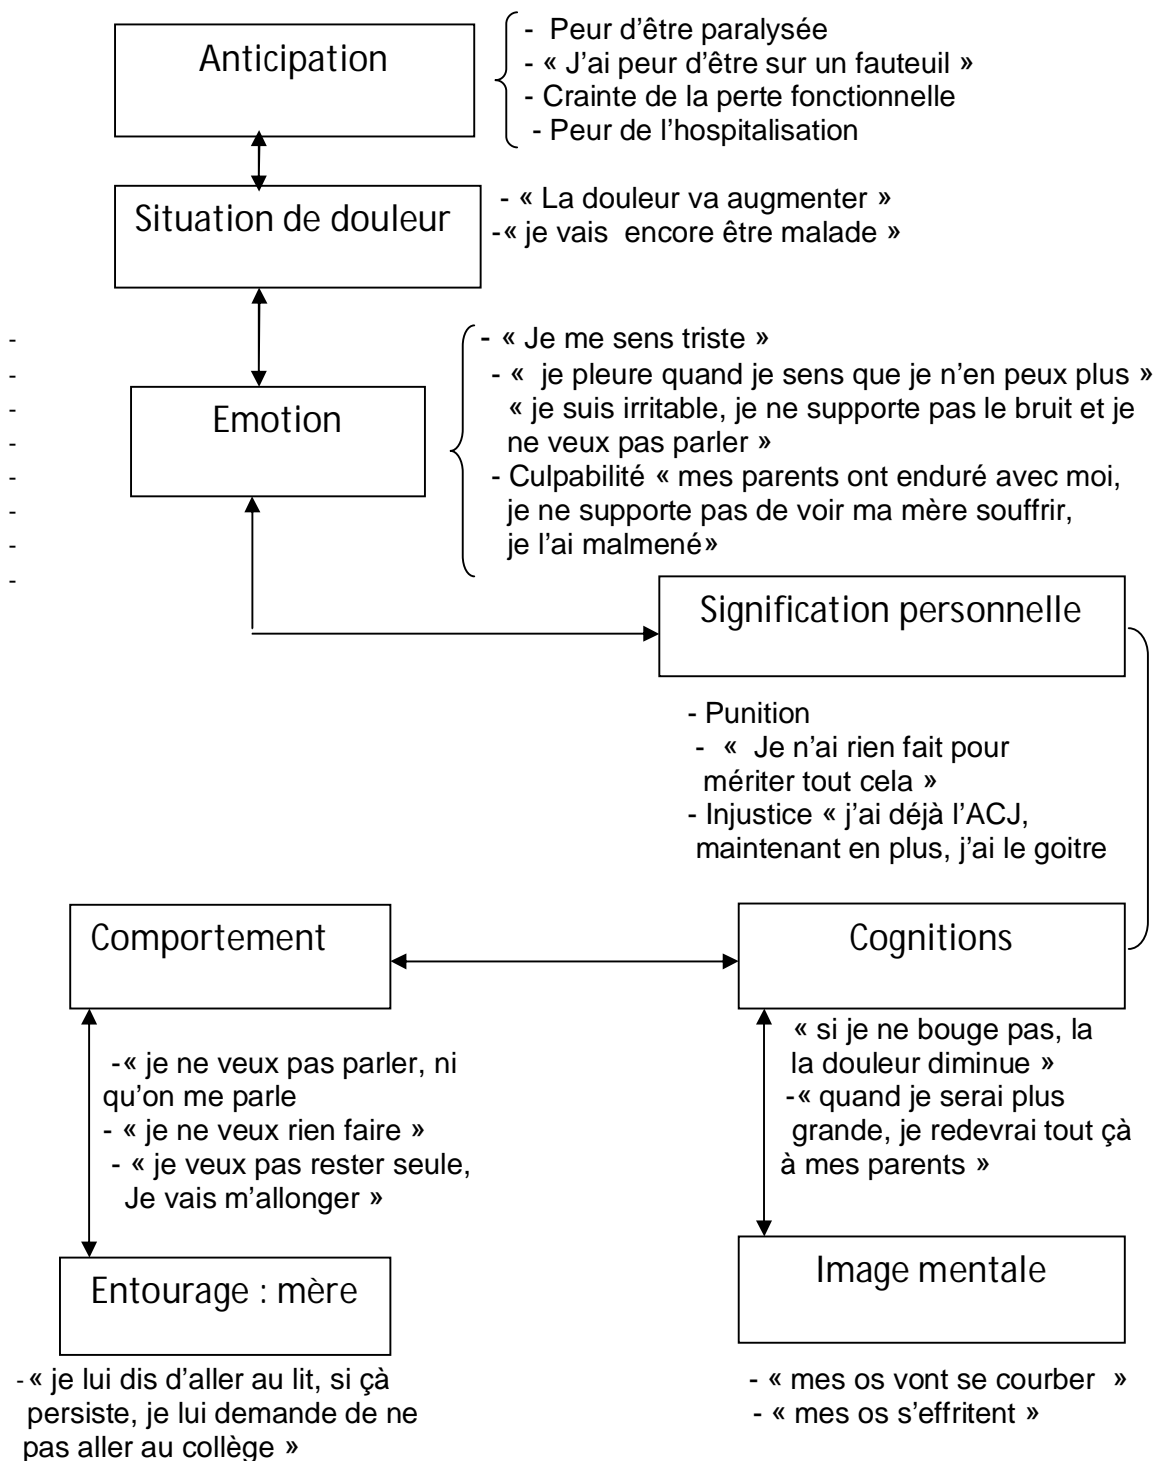 Anticipation
- Peur d’être paralysée
- « J’ai peur d’être sur un fauteuil »
- Crainte de la perte fonctionnelle
- Peur de l’hospitalisation
Situation de douleur
- « La douleur va augmenter »
-« je vais encore être malade »
-
-
-
-
-
-
-
-
Emotion
- « Je me sens triste »
- « je pleure quand je sens que je n’en peux plus »
« je suis irritable, je ne supporte pas le bruit et je
ne veux pas parler »
- Culpabilité « mes parents ont enduré avec moi,
je ne supporte pas de voir ma mère souffrir,
je l’ai malmené»
Signification personnelle
- Punition
- « Je n’ai rien fait pour
mériter tout cela »
- Injustice « j’ai déjà l’ACJ,
maintenant en plus, j’ai le goitre
Comportement
-« je ne veux pas parler, ni
qu’on me parle
- « je ne veux rien faire »
- « je veux pas rester seule,
Je vais m’allonger »
Cognitions
« si je ne bouge pas, la
la douleur diminue »
-« quand je serai plus
grande, je redevrai tout çà
à mes parents »
Entourage : mère
- « je lui dis d’aller au lit, si çà
persiste, je lui demande de ne
pas aller au collège »
Image mentale
- « mes os vont se courber »
- « mes os s’effritent »